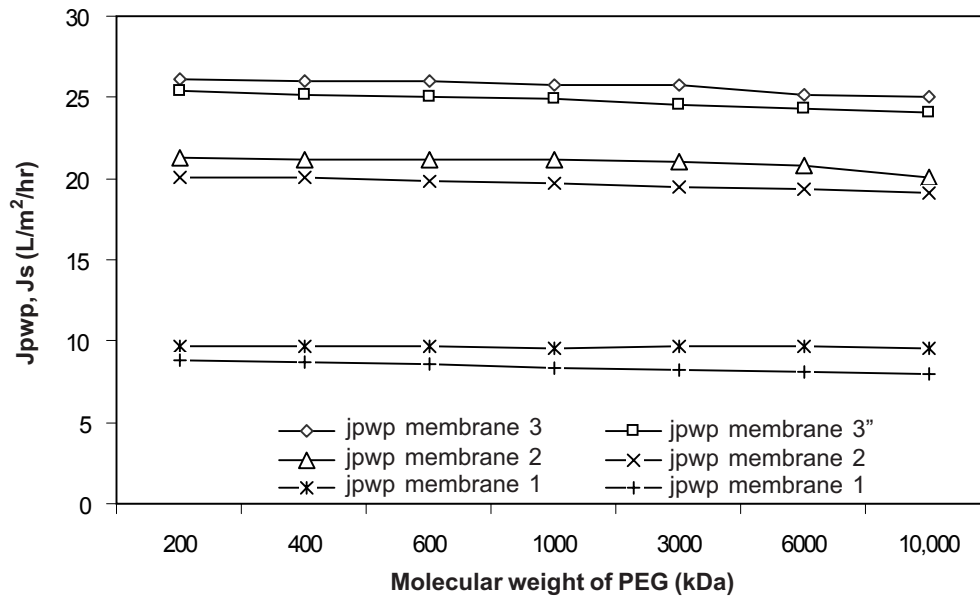 30
25
20
15
10
5
0
Jpwp, Js (L/m²/hr)
jpwp membrane 3
jpwp membrane 3”
jpwp membrane 2
jpwp membrane 2
jpwp membrane 1
jpwp membrane 1
200 400 600 1000 3000 6000 10,000
Molecular weight of PEG (kDa)